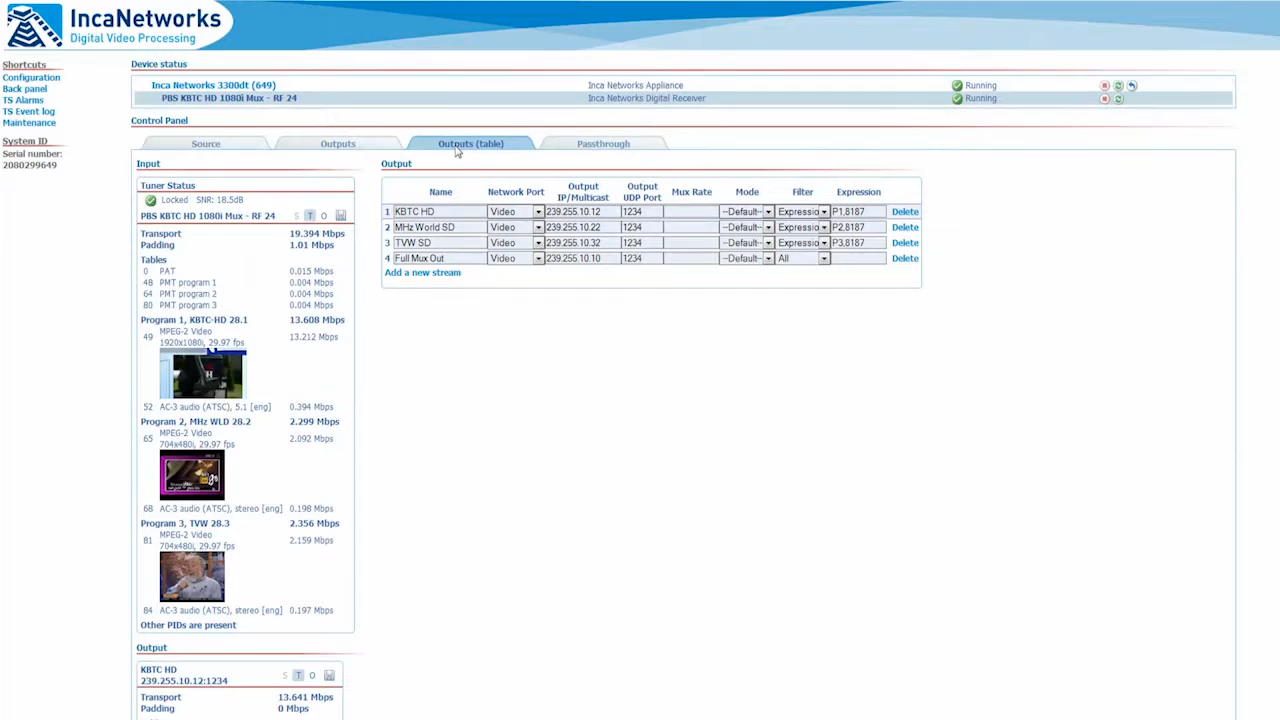 IncaNetworks
Digital Video Processing
Shortcuts
Configuration
Back panel
TS Alarms
TS Event log
Maintenance
System ID
Serial number:
2080299649
Device status
Inca Networks 3300dt (649) Inca Networks Appliance Running
PBS KBTC HD 1080i Mux - RF 24 Inca Networks Digital Receiver Running
Control Panel
Source Outputs Outputs (table) Passthrough
Input
Tuner Status
Locked SNR: 18.5dB
PBS KBTC HD 1080i Mux - RF 24 S T O
Transport 19.394 Mbps
Padding 1.01 Mbps
Tables
0 PAT 0.015 Mbps
48 PMT program 1 0.004 Mbps
64 PMT program 2 0.004 Mbps
80 PMT program 3 0.004 Mbps
Program 1, KBTC-HD 28.1 13.608 Mbps
49 MPEG-2 Video 13.212 Mbps
1920x1080i, 29.97 fps
52 AC-3 audio (ATSC), 5.1 [eng] 0.394 Mbps
Program 2, MHz WLD 28.2 2.299 Mbps
65 MPEG-2 Video 2.092 Mbps
704x480i, 29.97 fps
68 AC-3 audio (ATSC), stereo [eng] 0.198 Mbps
Program 3, TVW 28.3 2.356 Mbps
81 MPEG-2 Video 2.159 Mbps
704x480i, 29.97 fps
84 AC-3 audio (ATSC), stereo [eng] 0.197 Mbps
Other PIDs are present
Output
KBTC HD
239.255.10.12:1234 S T O
Transport 13.641 Mbps
Padding 0 Mbps
Output
Name Network Port Output IP/Multicast Output UDP Port Mux Rate Mode Filter Expression
1 KBTC HD Video 239.255.10.12 1234 --Default-- Expressio P1,8187 Delete
2 MHz World SD Video 239.255.10.22 1234 --Default-- Expressio P2,8187 Delete
3 TVW SD Video 239.255.10.32 1234 --Default-- Expressio P3,8187 Delete
4 Full Mux Out Video 239.255.10.10 1234 --Default-- All Delete
Add a new stream